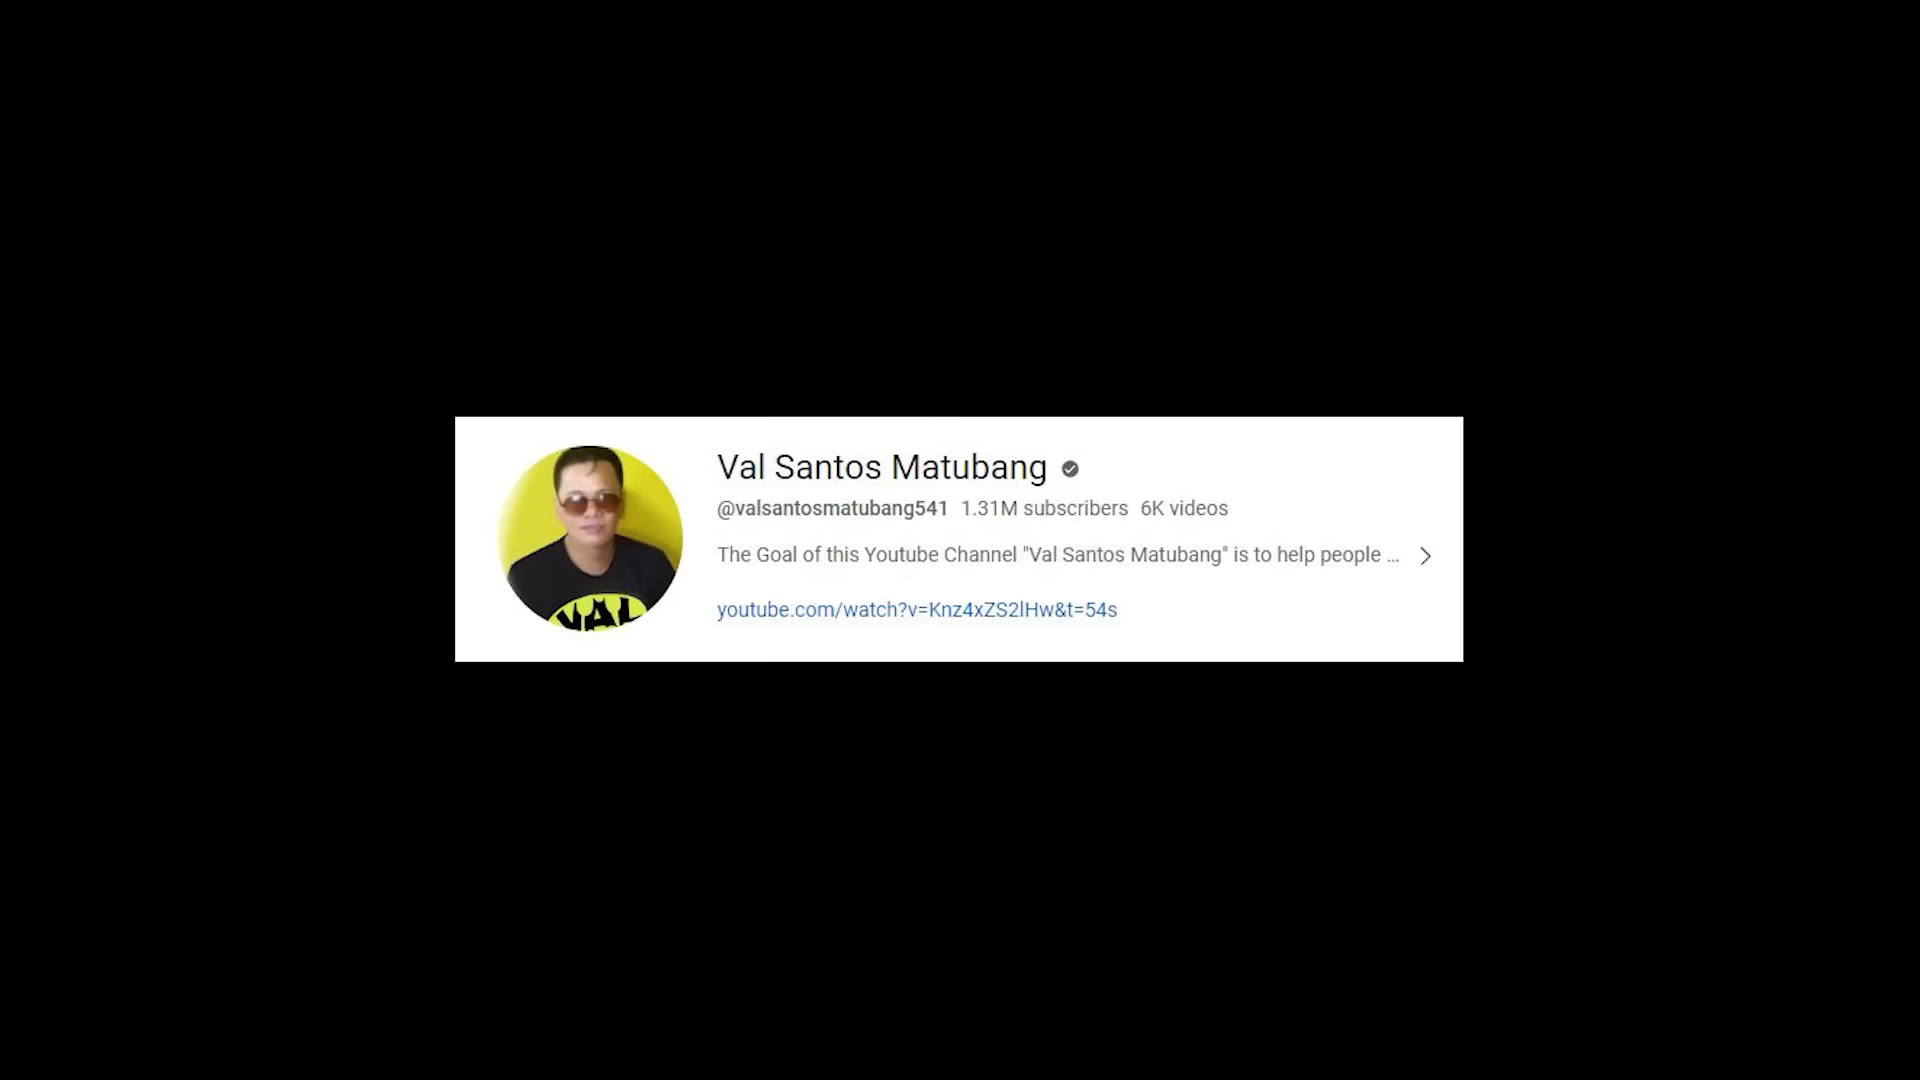 Val Santos Matubang
@valsantosmatubang541 1.31M subscribers 6K videos
The Goal of this Youtube Channel "Val Santos Matubang" is to help people ...
youtube.com/watch?v=Knz4xZS2lHw&t=54s
VAL